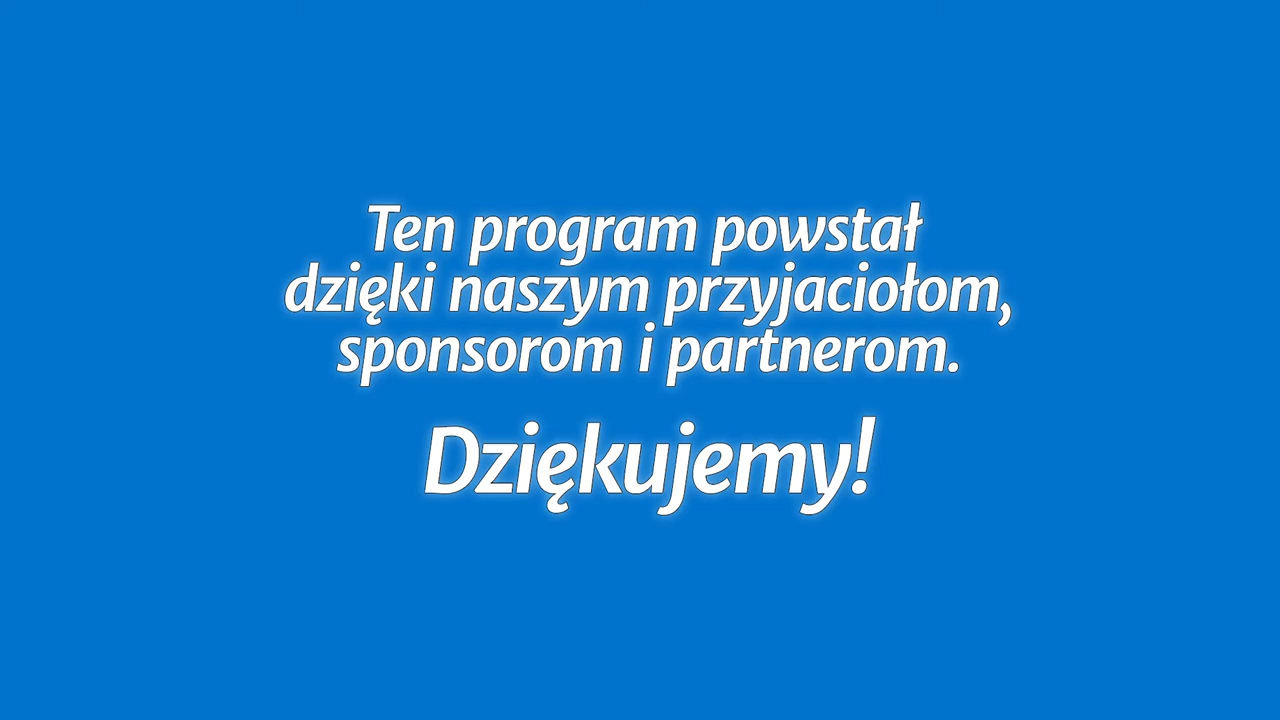 Ten program powstał
dzięki naszym przyjaciołom,
sponsorom i partnerom.
Dziękujemy!